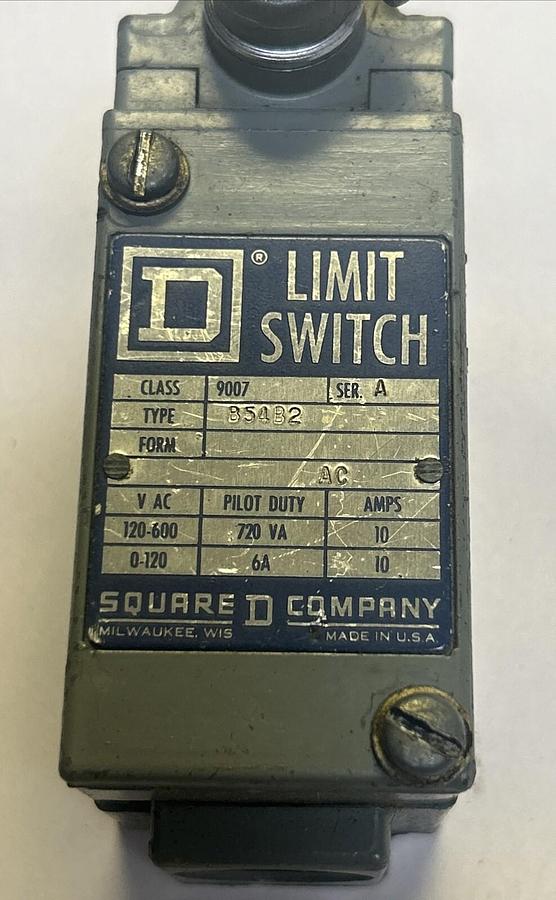 D ® LIMIT
SWITCH
CLASS 9007 SER. A
TYPE B54B2
FORM
AC
V AC PILOT DUTY AMPS
120-600 720 VA 10
0-120 6A 10
SQUARE D COMPANY
MILWAUKEE, WIS MADE IN U.S.A.